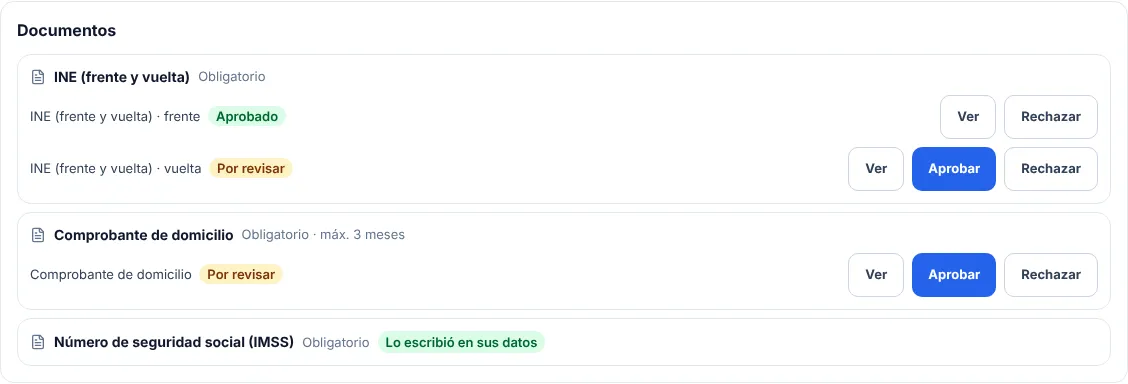 Documentos
INE (frente y vuelta) Obligatorio
INE (frente y vuelta) · frente Aprobado Ver Rechazar
INE (frente y vuelta) · vuelta Por revisar Ver Aprobar Rechazar
Comprobante de domicilio Obligatorio · máx. 3 meses
Comprobante de domicilio Por revisar Ver Aprobar Rechazar
Número de seguridad social (IMSS) Obligatorio Lo escribió en sus datos